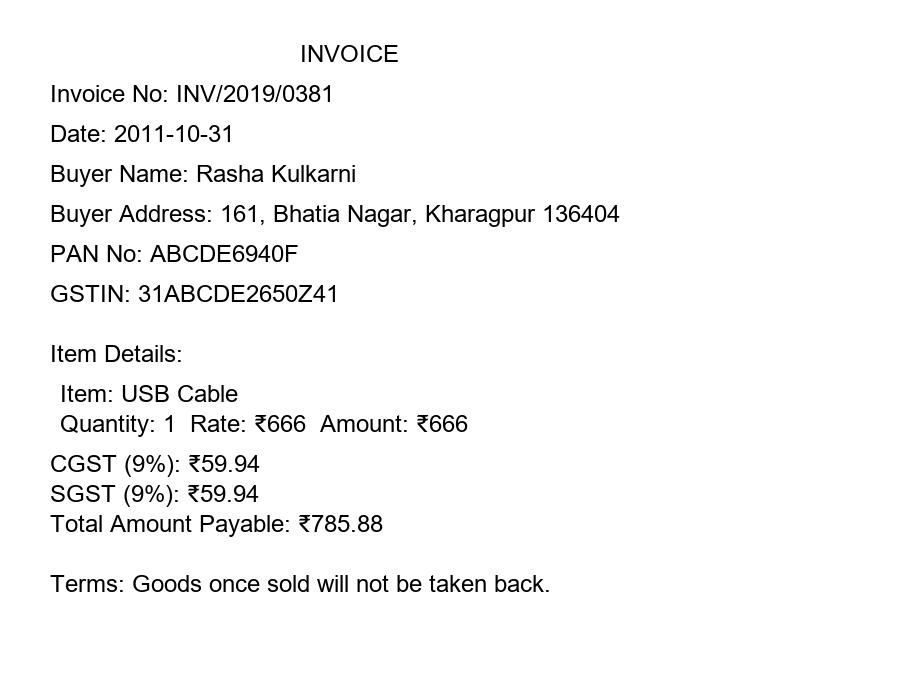 INVOICE
Invoice No: INV/2019/0381
Date: 2011-10-31
Buyer Name: Rasha Kulkarni
Buyer Address: 161, Bhatia Nagar, Kharagpur 136404
PAN No: ABCDE6940F
GSTIN: 31ABCDE2650Z41
Item Details:
Item: USB Cable
Quantity: 1  Rate: ₹666  Amount: ₹666
CGST (9%): ₹59.94
SGST (9%): ₹59.94
Total Amount Payable: ₹785.88
Terms: Goods once sold will not be taken back.